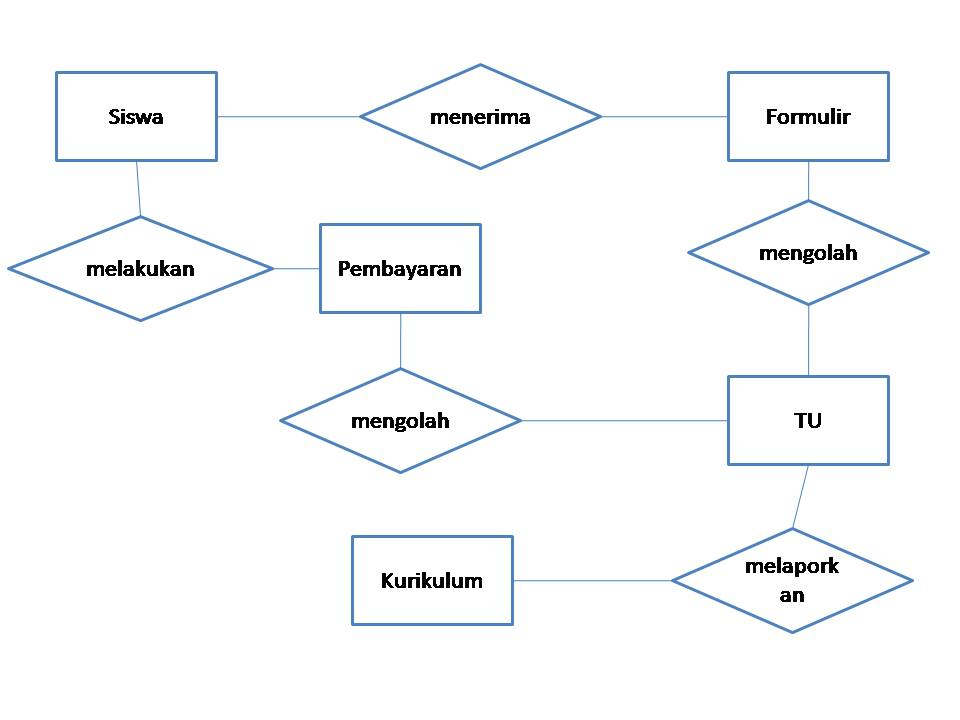 Siswa
menerima
Formulir
melakukan
Pembayaran
mengolah
mengolah
TU
Kurikulum
melapork
an